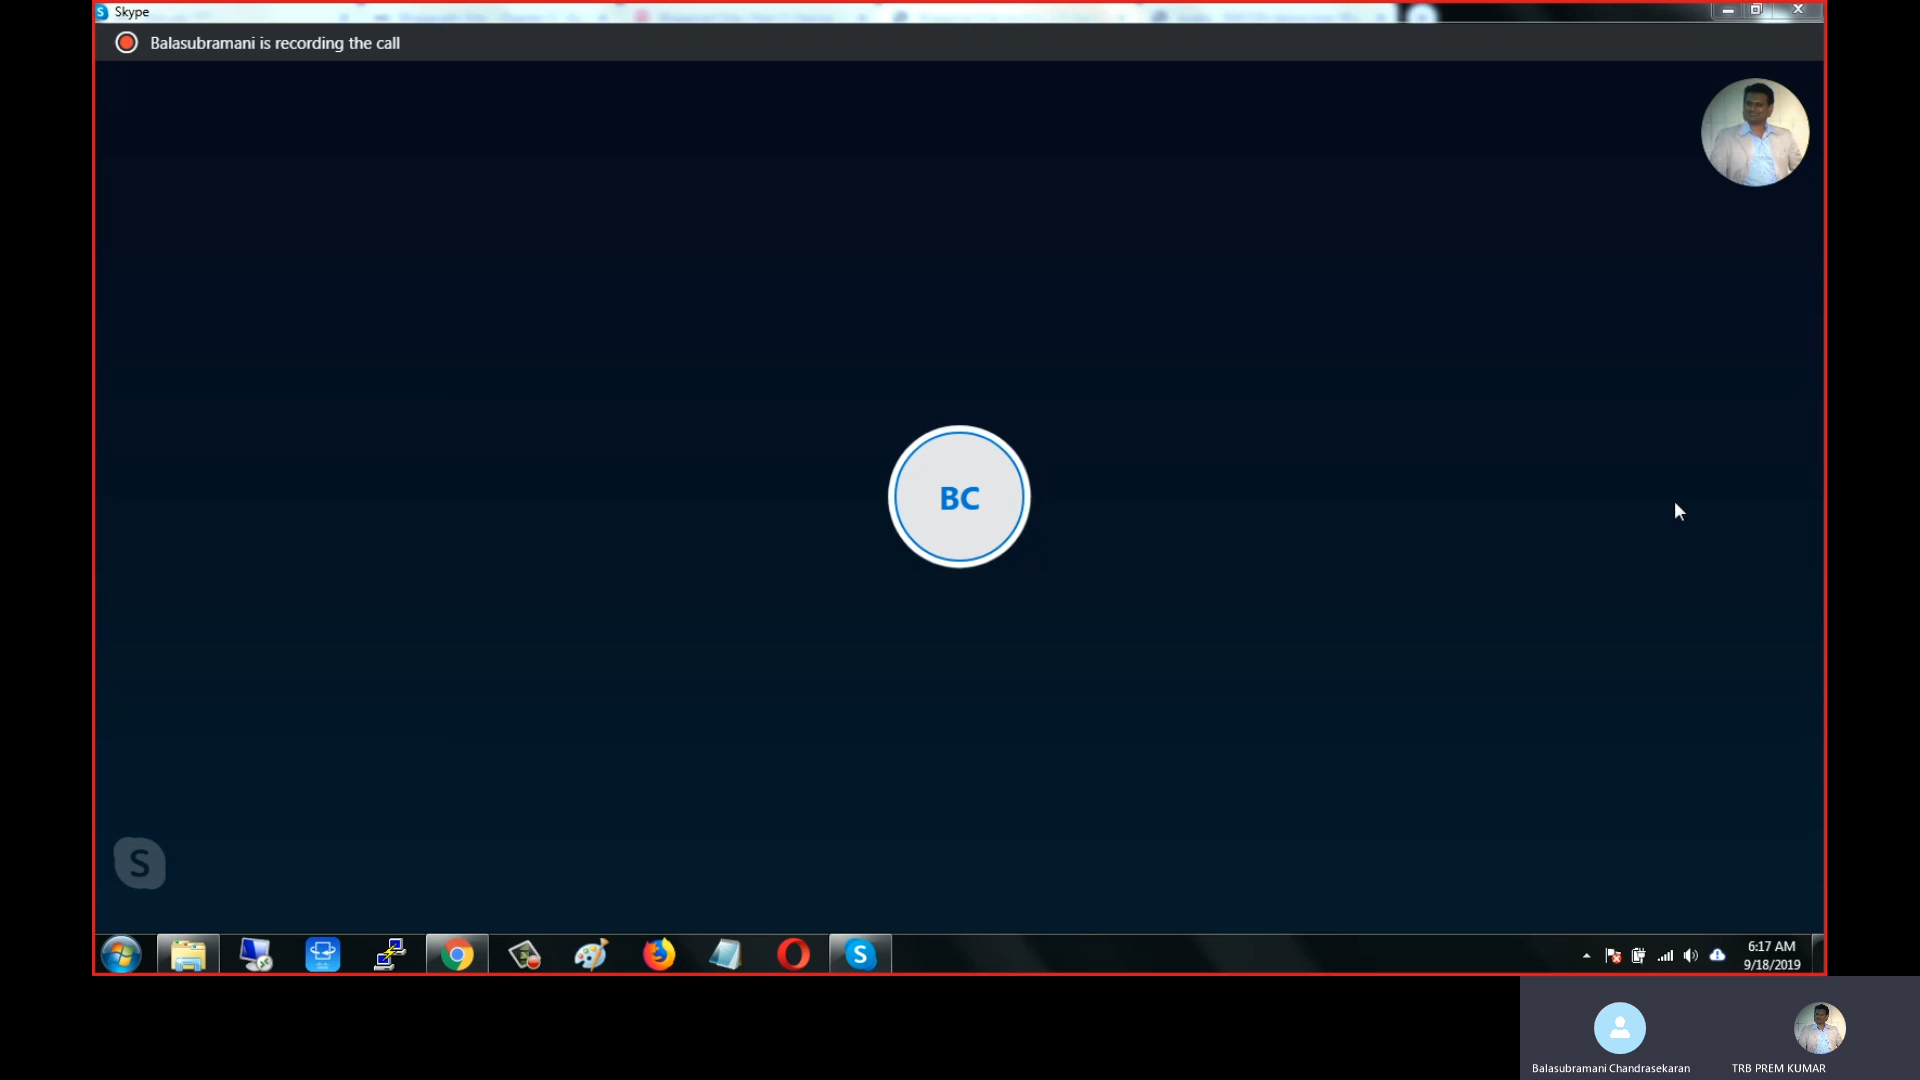 Skype
Balasubramani is recording the call
BC
6:17 AM
9/18/2019
Balasubramani Chandrasekaran
TRB PREM KUMAR